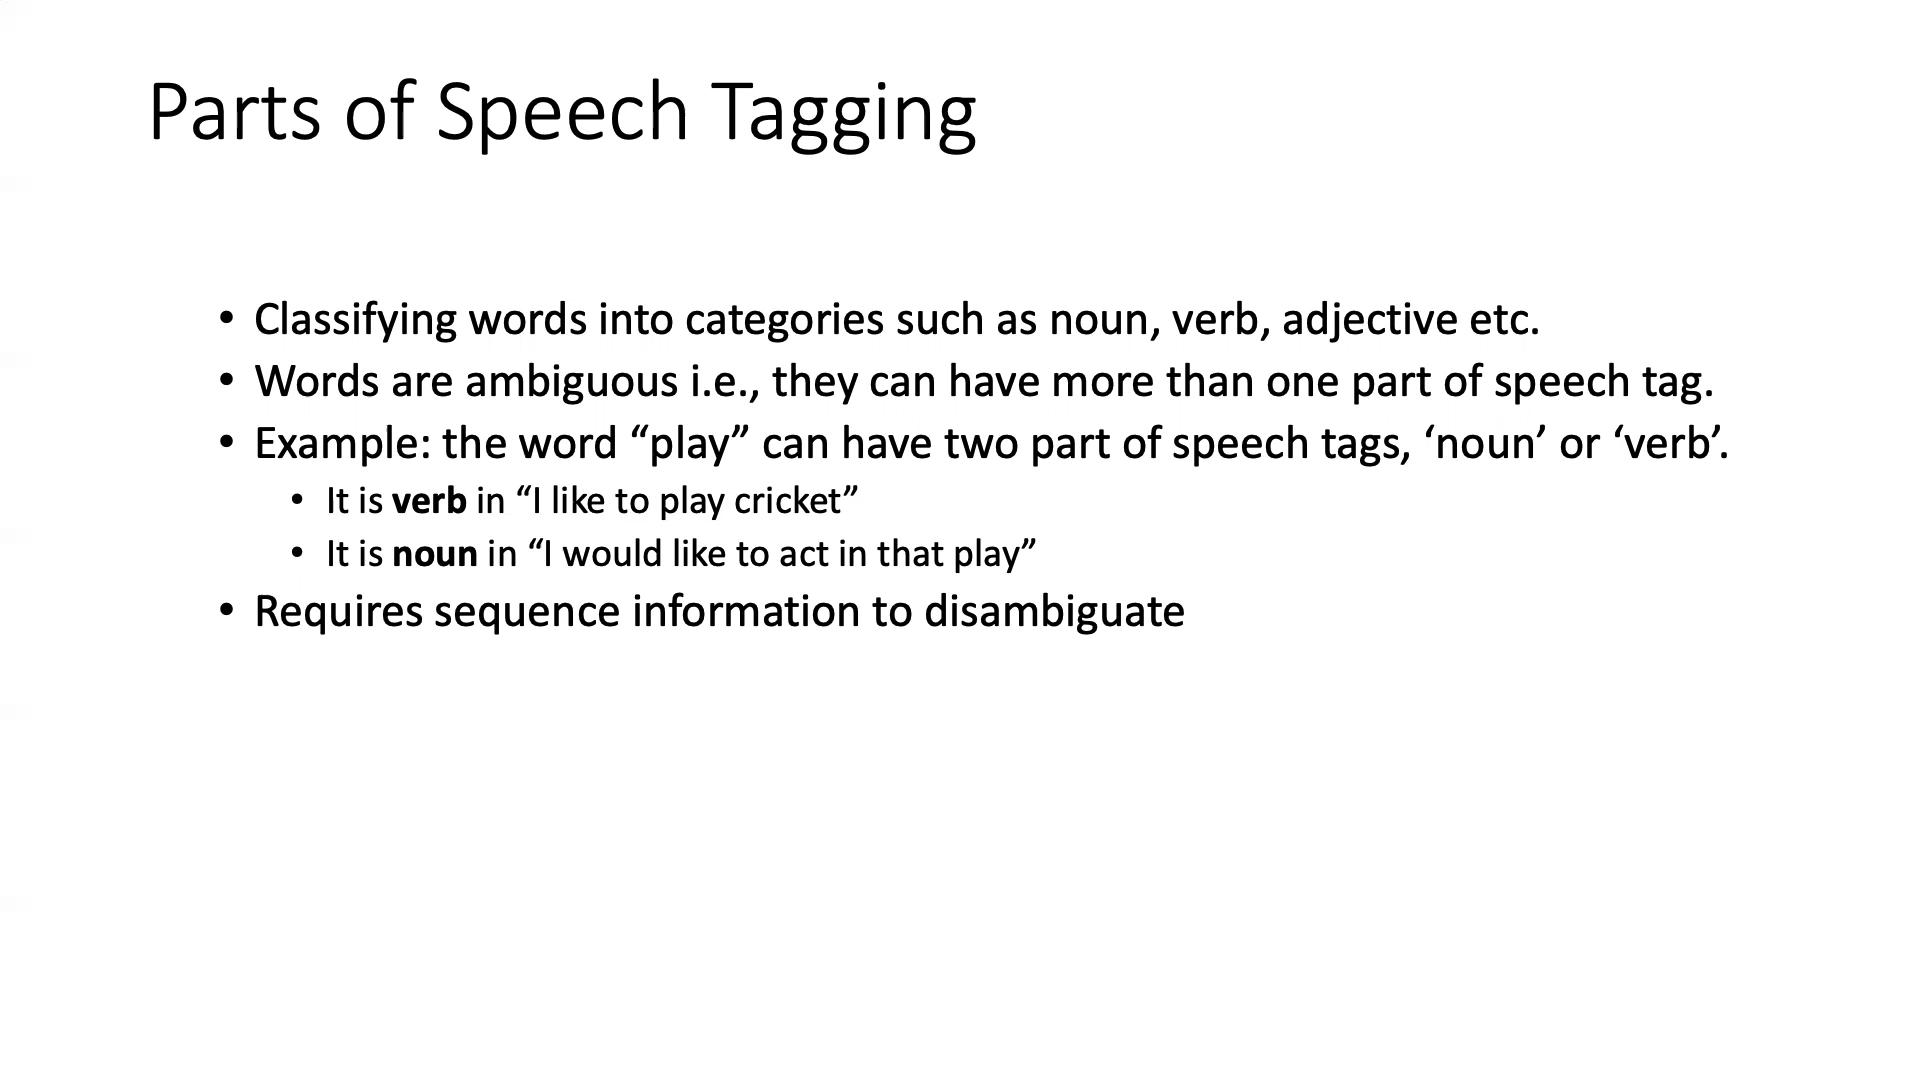 Parts of Speech Tagging
• Classifying words into categories such as noun, verb, adjective etc.
• Words are ambiguous i.e., they can have more than one part of speech tag.
• Example: the word “play” can have two part of speech tags, ‘noun’ or ‘verb’.
• It is verb in “I like to play cricket”
• It is noun in “I would like to act in that play”
• Requires sequence information to disambiguate